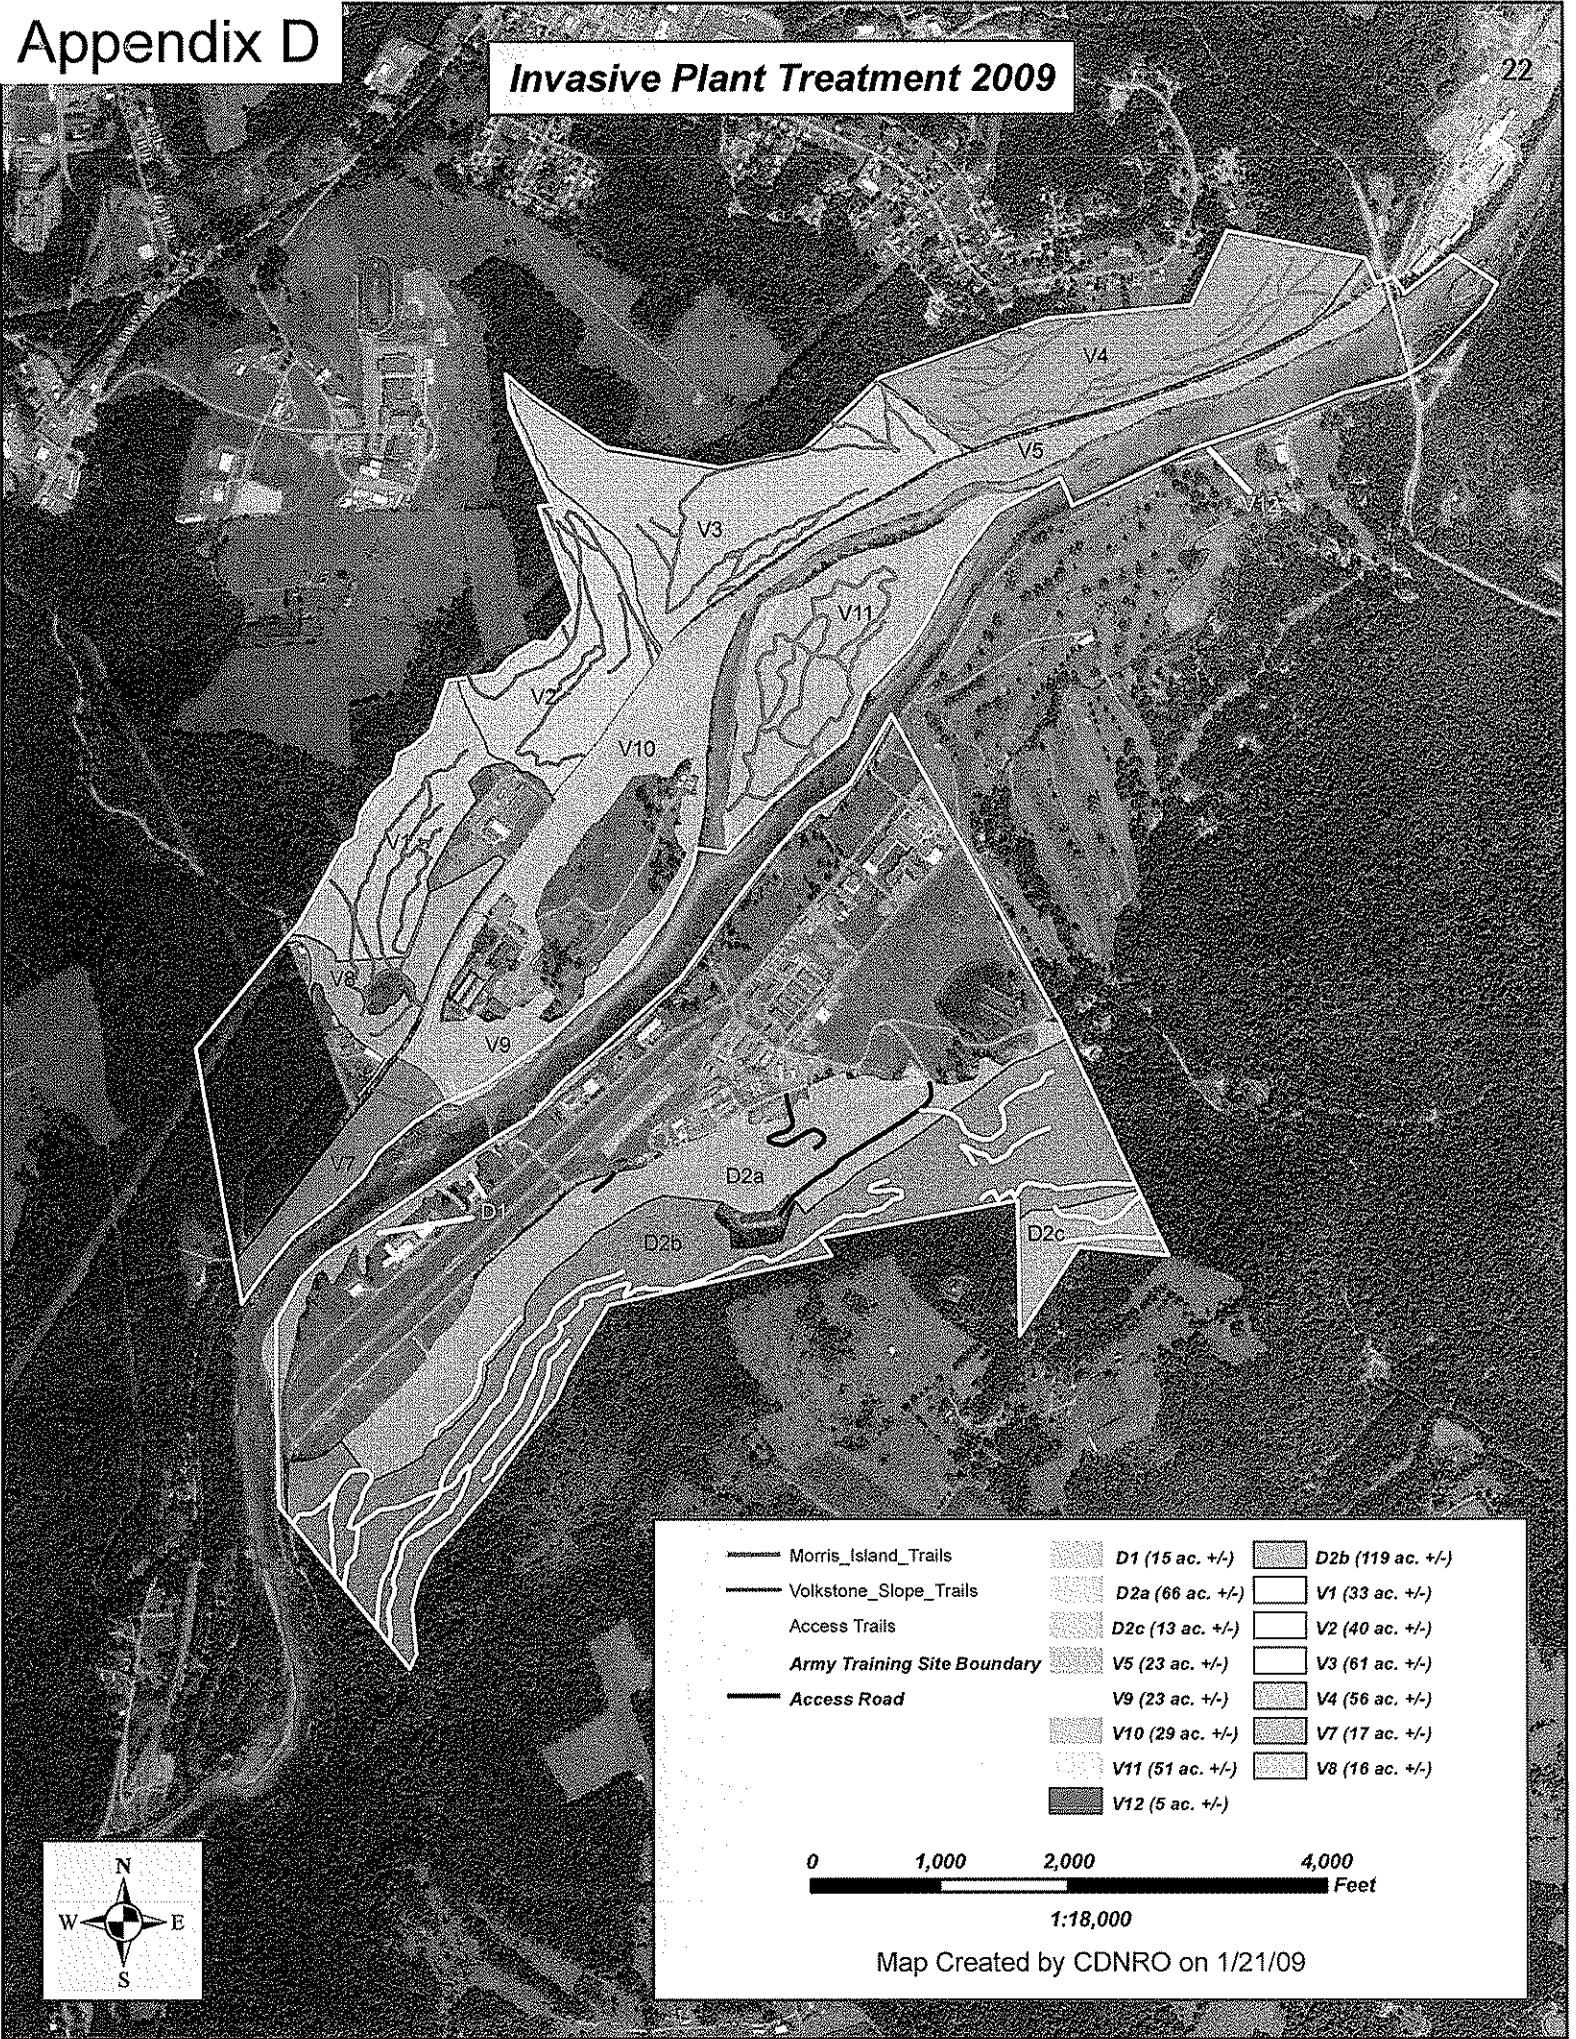 Appendix D
Invasive Plant Treatment 2009
22
V4
V5
V12
V3
V11
V2
V10
V1
V8
V9
V7
D2a
D1
D2b
D2c
Morris_Island_Trails
Volkstone_Slope_Trails
Access Trails
Army Training Site Boundary
Access Road
D1 (15 ac. +/-)
D2a (66 ac. +/-)
D2c (13 ac. +/-)
V5 (23 ac. +/-)
V9 (23 ac. +/-)
V10 (29 ac. +/-)
V11 (51 ac. +/-)
V12 (5 ac. +/-)
D2b (119 ac. +/-)
V1 (33 ac. +/-)
V2 (40 ac. +/-)
V3 (61 ac. +/-)
V4 (56 ac. +/-)
V7 (17 ac. +/-)
V8 (16 ac. +/-)
0 1,000 2,000 4,000
Feet
1:18,000
Map Created by CDNRO on 1/21/09
N
W E
S